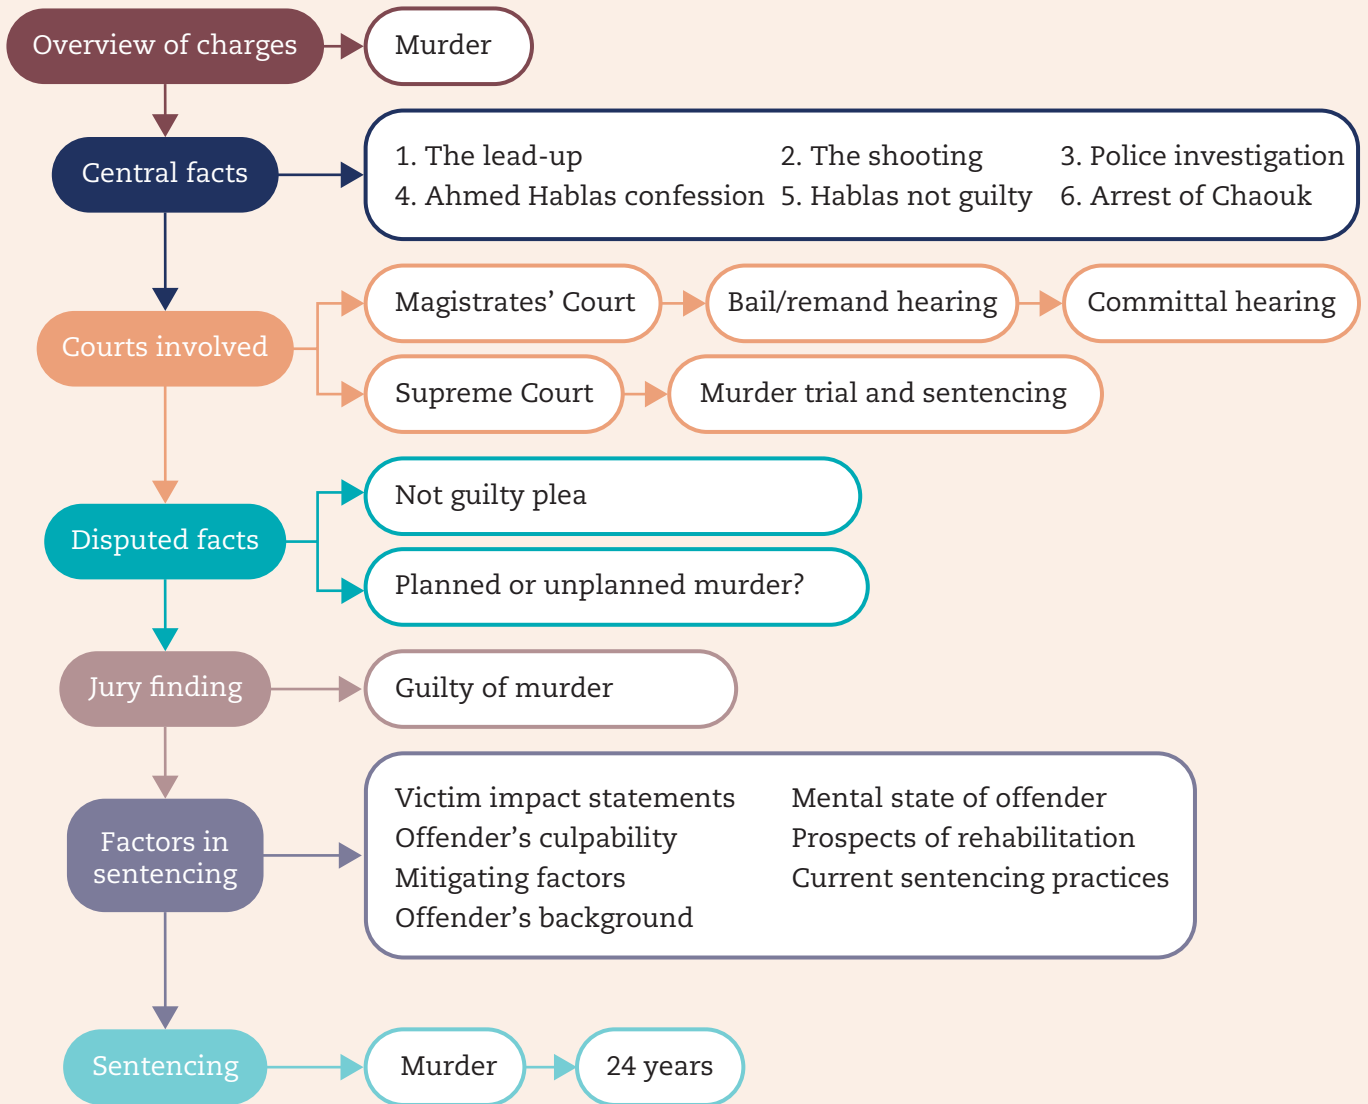 Overview of charges
Murder
Central facts
1. The lead-up 2. The shooting 3. Police investigation
4. Ahmed Hablas confession 5. Hablas not guilty 6. Arrest of Chaouk
Courts involved
Magistrates’ Court
Bail/remand hearing
Committal hearing
Supreme Court
Murder trial and sentencing
Disputed facts
Not guilty plea
Planned or unplanned murder?
Jury finding
Guilty of murder
Factors in
sentencing
Victim impact statements
Offender’s culpability
Mitigating factors
Offender’s background
Mental state of offender
Prospects of rehabilitation
Current sentencing practices
Sentencing
Murder
24 years